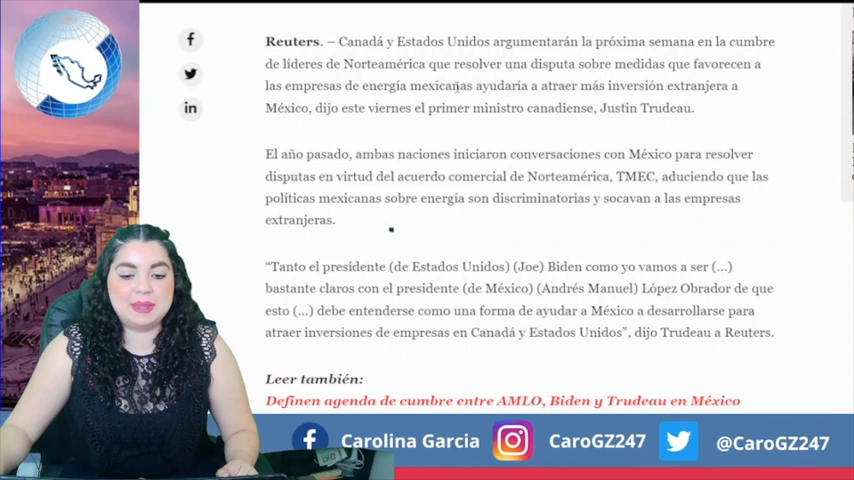 Reuters. – Canadá y Estados Unidos argumentarán la próxima semana en la cumbre
de líderes de Norteamérica que resolver una disputa sobre medidas que favorecen a
las empresas de energía mexicanas ayudaría a atraer más inversión extranjera a
México, dijo este viernes el primer ministro canadiense, Justin Trudeau.
El año pasado, ambas naciones iniciaron conversaciones con México para resolver
disputas en virtud del acuerdo comercial de Norteamérica, TMEC, aduciendo que las
políticas mexicanas sobre energía son discriminatorias y socavan a las empresas
extranjeras.
“Tanto el presidente (de Estados Unidos) (Joe) Biden como yo vamos a ser (...)
bastante claros con el presidente (de México) (Andrés Manuel) López Obrador de que
esto (...) debe entenderse como una forma de ayudar a México a desarrollarse para
atraer inversiones de empresas en Canadá y Estados Unidos”, dijo Trudeau a Reuters.
Leer también:
Definen agenda de cumbre entre AMLO, Biden y Trudeau en México
Carolina Garcia CaroGZ247 @CaroGZ247